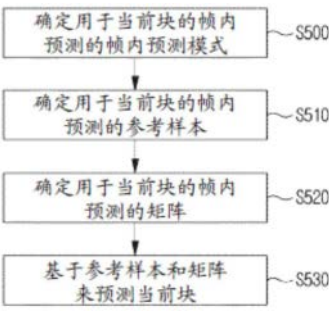 确定用于当前块的帧内
预测的帧内预测模式
S500
确定用于当前块的帧内
预测的参考样本
S510
确定用于当前块的帧内
预测的矩阵
S520
基于参考样本和矩阵
来预测当前块
S530